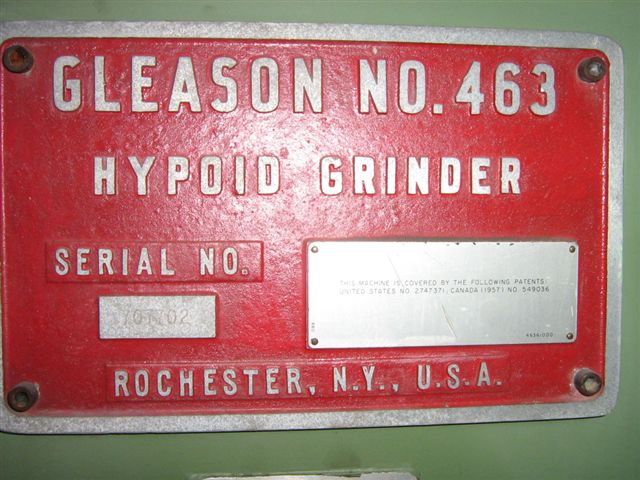 GLEASON NO. 463
HYPOID GRINDER
SERIAL NO.
701702
THIS MACHINE IS COVERED BY THE FOLLOWING PATENTS:
UNITED STATES NO. 2747371, CANADA (1957) NO. 549036
ROCHESTER, N.Y., U.S.A.